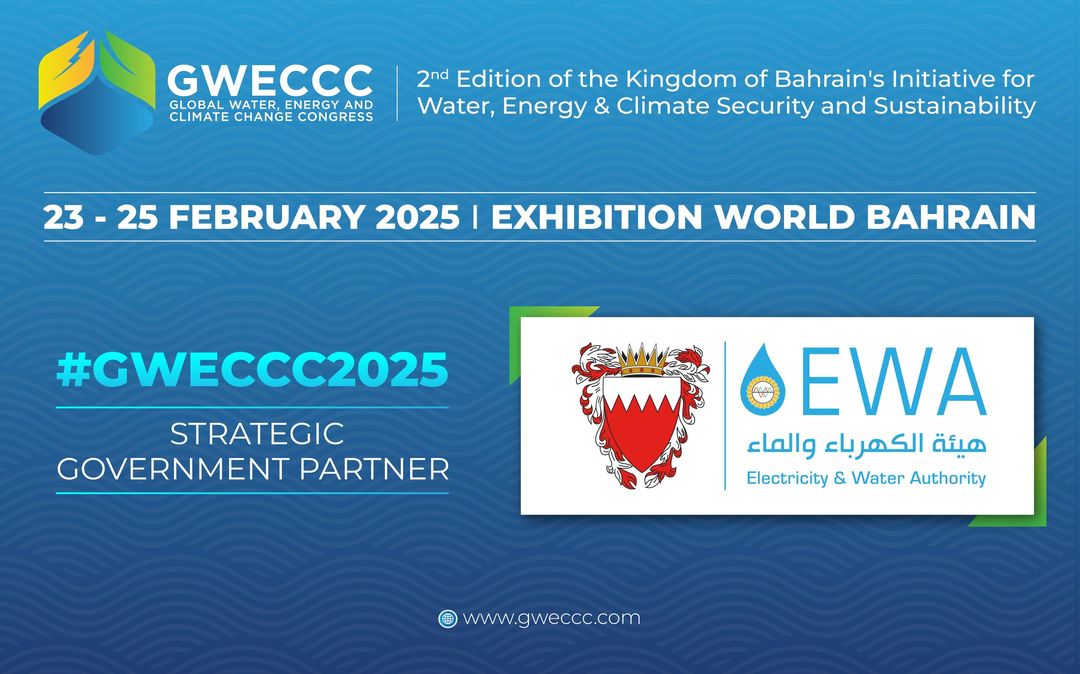 GWECCC
GLOBAL WATER, ENERGY AND
CLIMATE CHANGE CONGRESS
2nd Edition of the Kingdom of Bahrain's Initiative for
Water, Energy & Climate Security and Sustainability
23 - 25 FEBRUARY 2025 | EXHIBITION WORLD BAHRAIN
#GWECCC2025
STRATEGIC
GOVERNMENT PARTNER
EWA
هيئة الكهرباء والماء
Electricity & Water Authority
www.gweccc.com